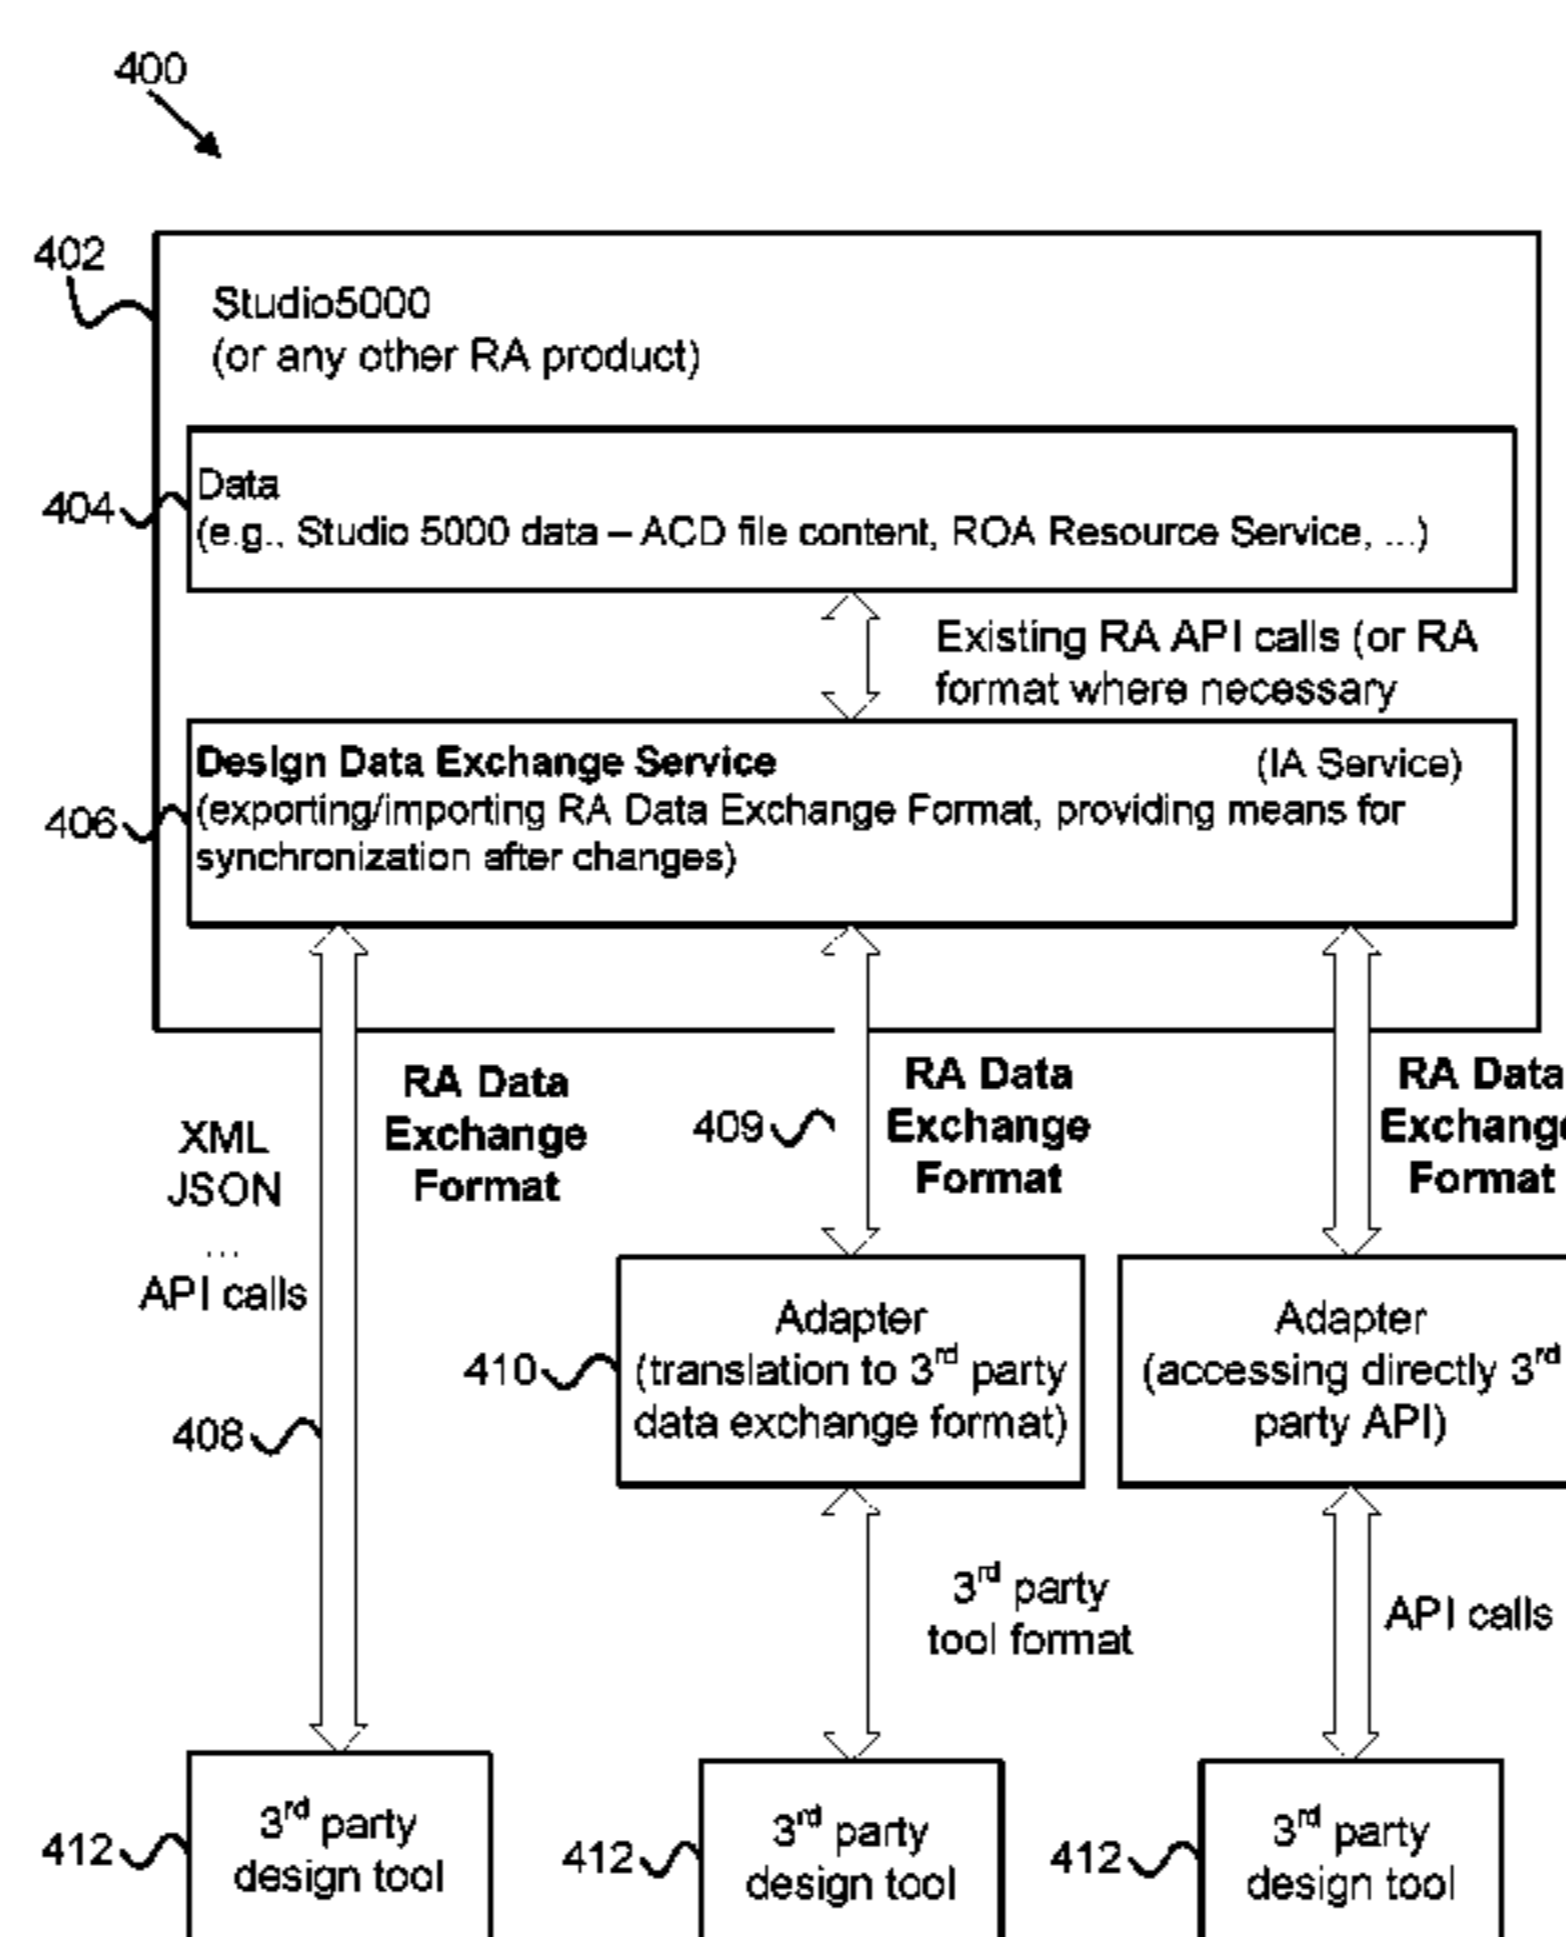 400
402
Studio5000
(or any other RA product)
404
Data
(e.g., Studio 5000 data – ACD file content, ROA Resource Service, ...)
Existing RA API calls (or RA
format where necessary
406
Design Data Exchange Service (IA Service)
(exporting/importing RA Data Exchange Format, providing means for
synchronization after changes)
XML
JSON
...
API calls
RA Data
Exchange
Format
408
409
RA Data
Exchange
Format
RA Data
Exchange
Format
410
Adapter
(translation to 3rd party
data exchange format)
Adapter
(accessing directly 3rd
party API)
3rd party
tool format
API calls
412
3rd party
design tool
412
3rd party
design tool
412
3rd party
design tool